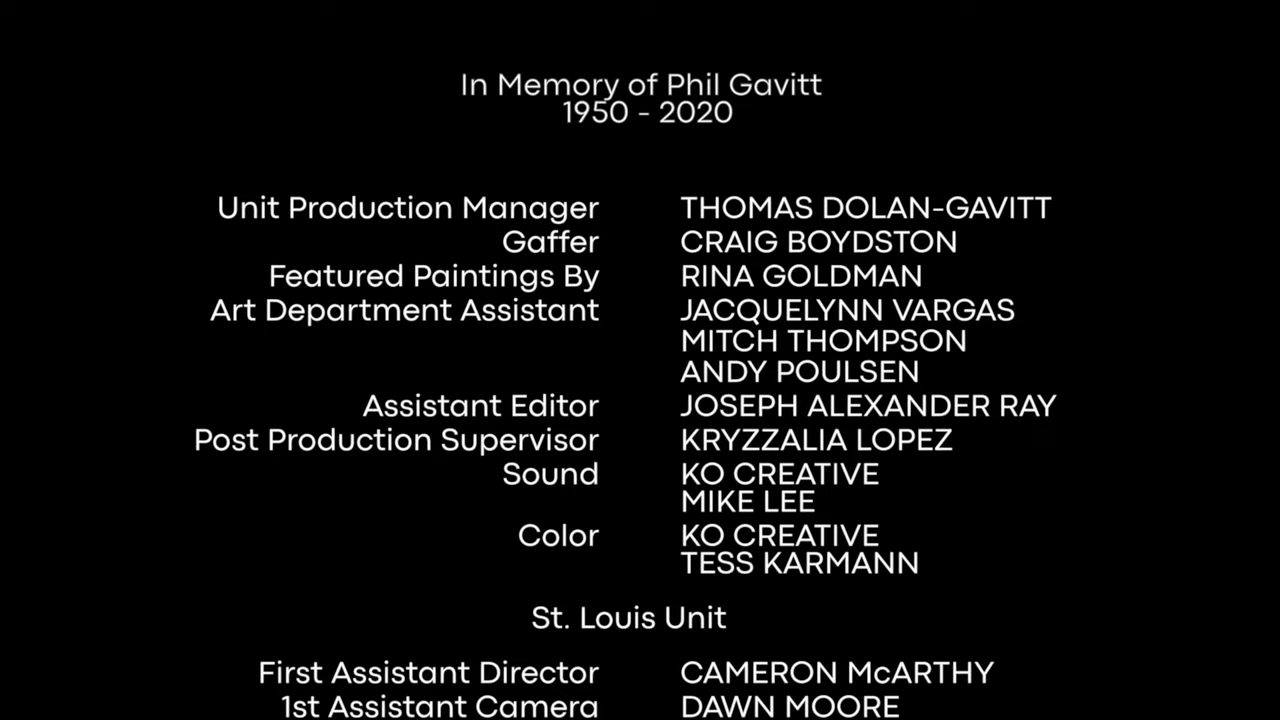 In Memory of Phil Gavitt
1950 - 2020
Unit Production Manager THOMAS DOLAN-GAVITT
Gaffer CRAIG BOYDSTON
Featured Paintings By RINA GOLDMAN
Art Department Assistant JACQUELYNN VARGAS
MITCH THOMPSON
ANDY POULSEN
Assistant Editor JOSEPH ALEXANDER RAY
Post Production Supervisor KRYZZALIA LOPEZ
Sound KO CREATIVE
MIKE LEE
Color KO CREATIVE
TESS KARMANN
St. Louis Unit
First Assistant Director CAMERON McARTHY
1st Assistant Camera DAWN MOORE